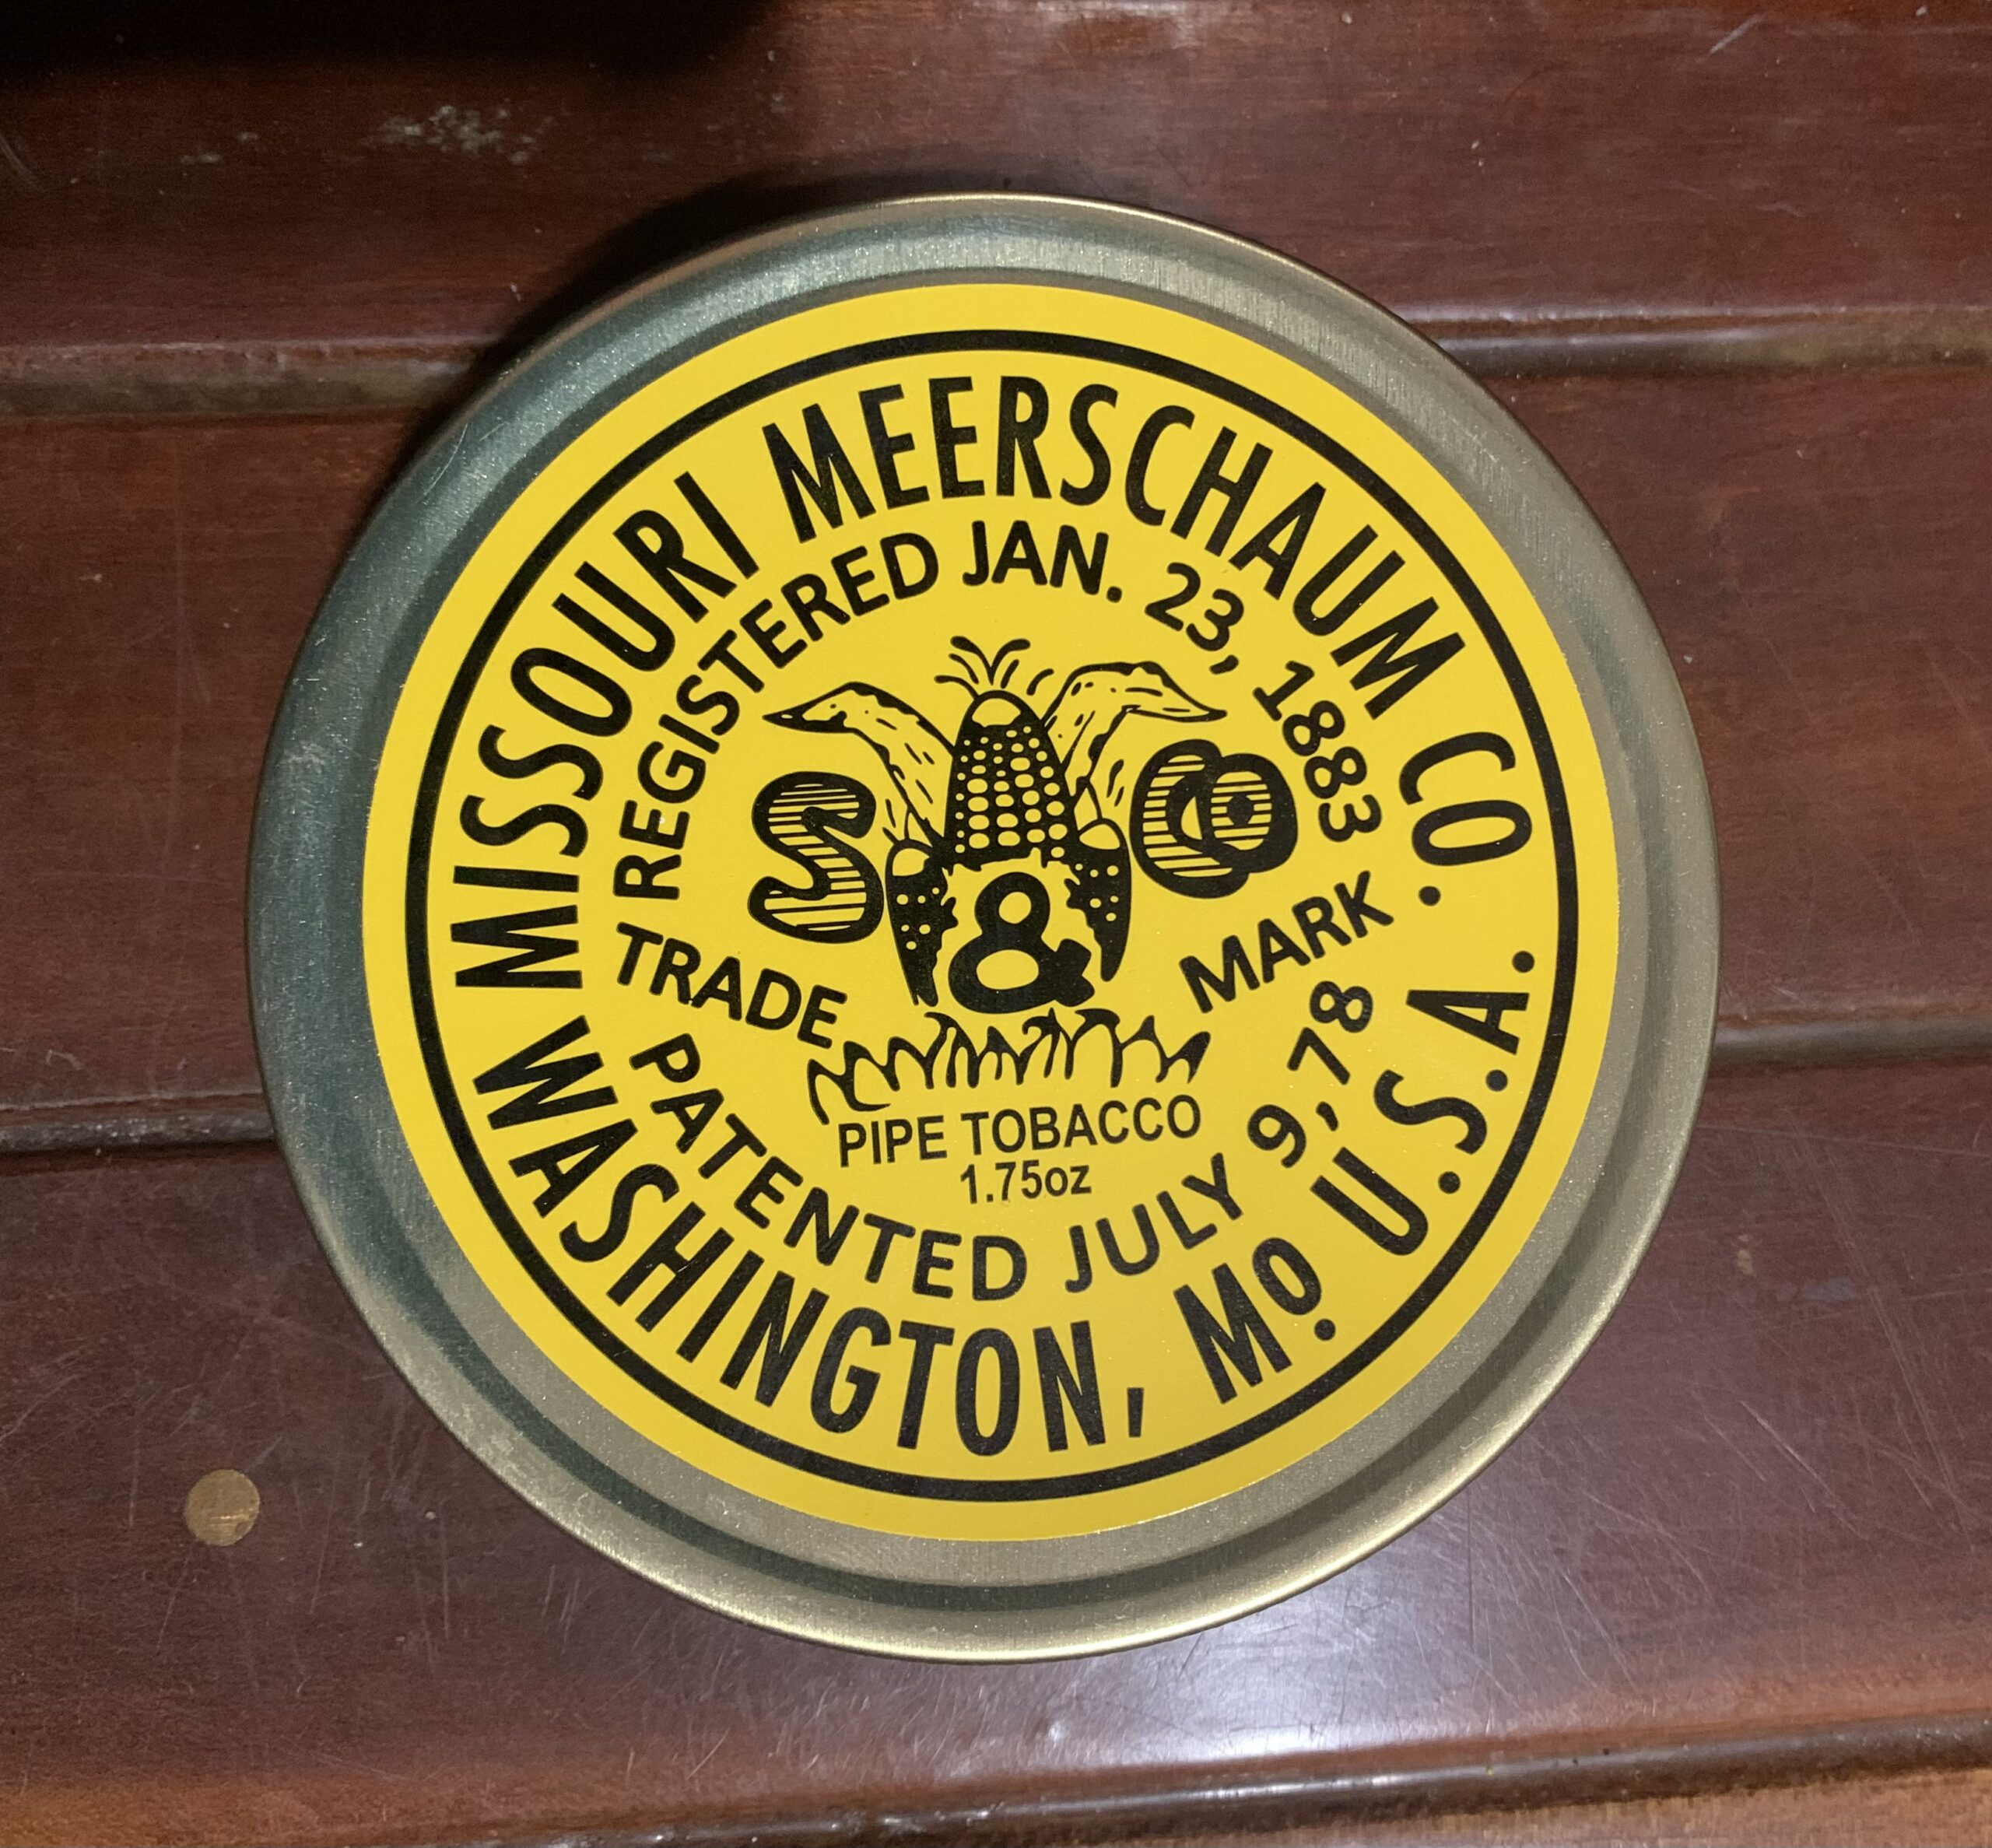 MISSOURI MEERSCHAUM CO.
REGISTERED JAN. 23, 1883
S & CO
TRADE MARK
PIPE TOBACCO
1.75oz
PATENTED JULY 9,78
WASHINGTON, Mo. U.S.A.